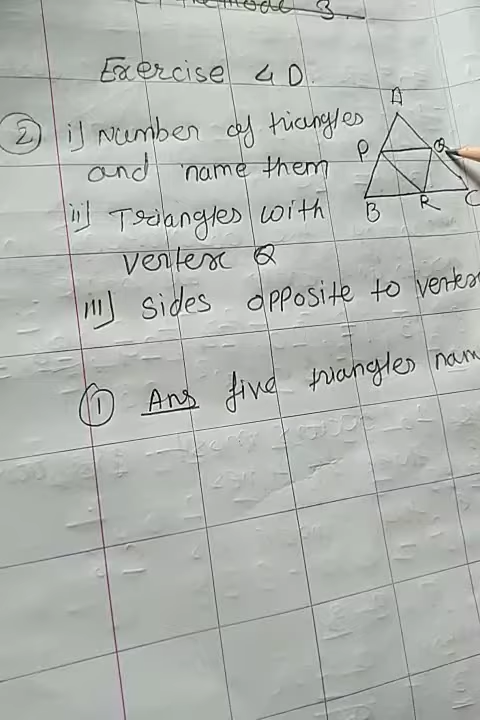 3.
Exercise 4 D.
② i) Number of triangles
and name them
ii) Triangles with
vertex Q
iii) Sides opposite to vertex
① Ans five triangles nam
A
P
Q
B
R
C